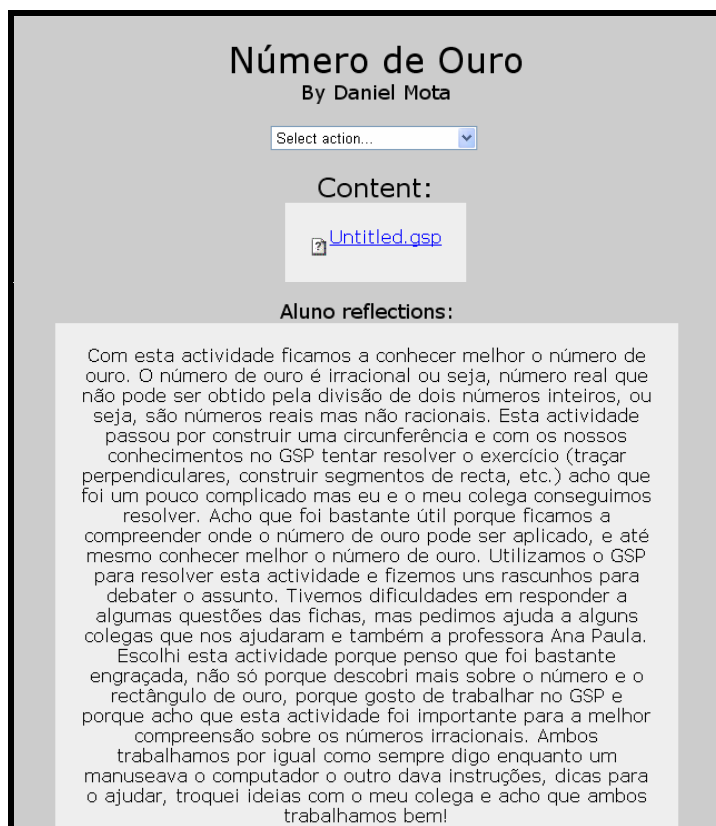 Número de Ouro
By Daniel Mota
Select action...
Content:
Untitled.gsp
Aluno reflections:
Com esta actividade ficamos a conhecer melhor o número de
ouro. O número de ouro é irracional ou seja, número real que
não pode ser obtido pela divisão de dois números inteiros, ou
seja, são números reais mas não racionais. Esta actividade
passou por construir uma circunferência e com os nossos
conhecimentos no GSP tentar resolver o exercício (traçar
perpendiculares, construir segmentos de recta, etc.) acho que
foi um pouco complicado mas eu e o meu colega conseguimos
resolver. Acho que foi bastante útil porque ficamos a
compreender onde o número de ouro pode ser aplicado, e até
mesmo conhecer melhor o número de ouro. Utilizamos o GSP
para resolver esta actividade e fizemos uns rascunhos para
debater o assunto. Tivemos dificuldades em responder a
algumas questões das fichas, mas pedimos ajuda a alguns
colegas que nos ajudaram e também a professora Ana Paula.
Escolhi esta actividade porque penso que foi bastante
engraçada, não só porque descobri mais sobre o número e o
rectângulo de ouro, porque gosto de trabalhar no GSP e
porque acho que esta actividade foi importante para a melhor
compreensão sobre os números irracionais. Ambos
trabalhamos por igual como sempre digo enquanto um
manuseava o computador o outro dava instruções, dicas para
o ajudar, troquei ideias com o meu colega e acho que ambos
trabalhamos bem!